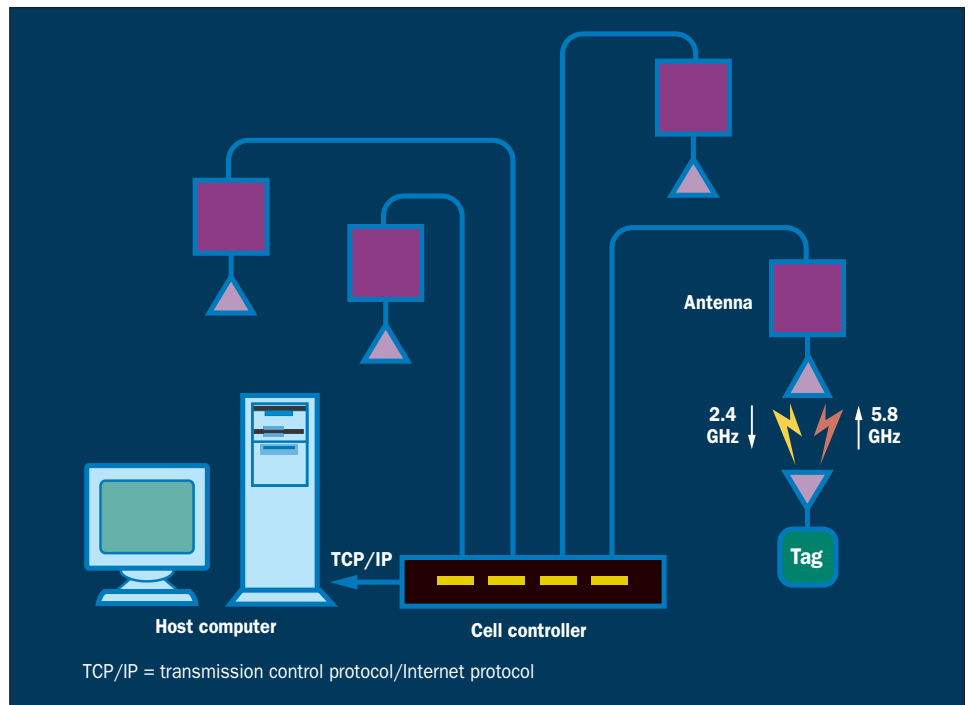 Antenna
2.4
GHz
5.8
GHz
Tag
TCP/IP
Host computer
Cell controller
TCP/IP = transmission control protocol/Internet protocol